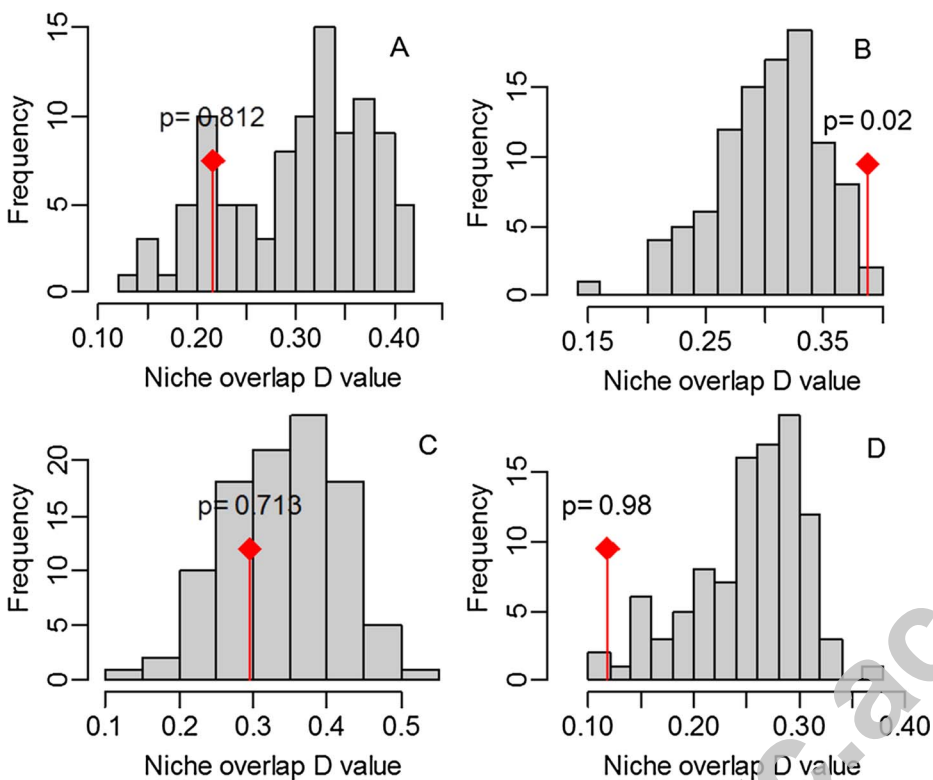 A
p= 0.812
Frequency
0 5 10 15
0.10 0.20 0.30 0.40
Niche overlap D value
B
p= 0.02
Frequency
0 5 10 15
0.15 0.25 0.35
Niche overlap D value
C
p= 0.713
Frequency
0 5 10 15 20
0.1 0.2 0.3 0.4 0.5
Niche overlap D value
D
p= 0.98
Frequency
0 5 10 15
0.10 0.20 0.30 0.40
Niche overlap D value